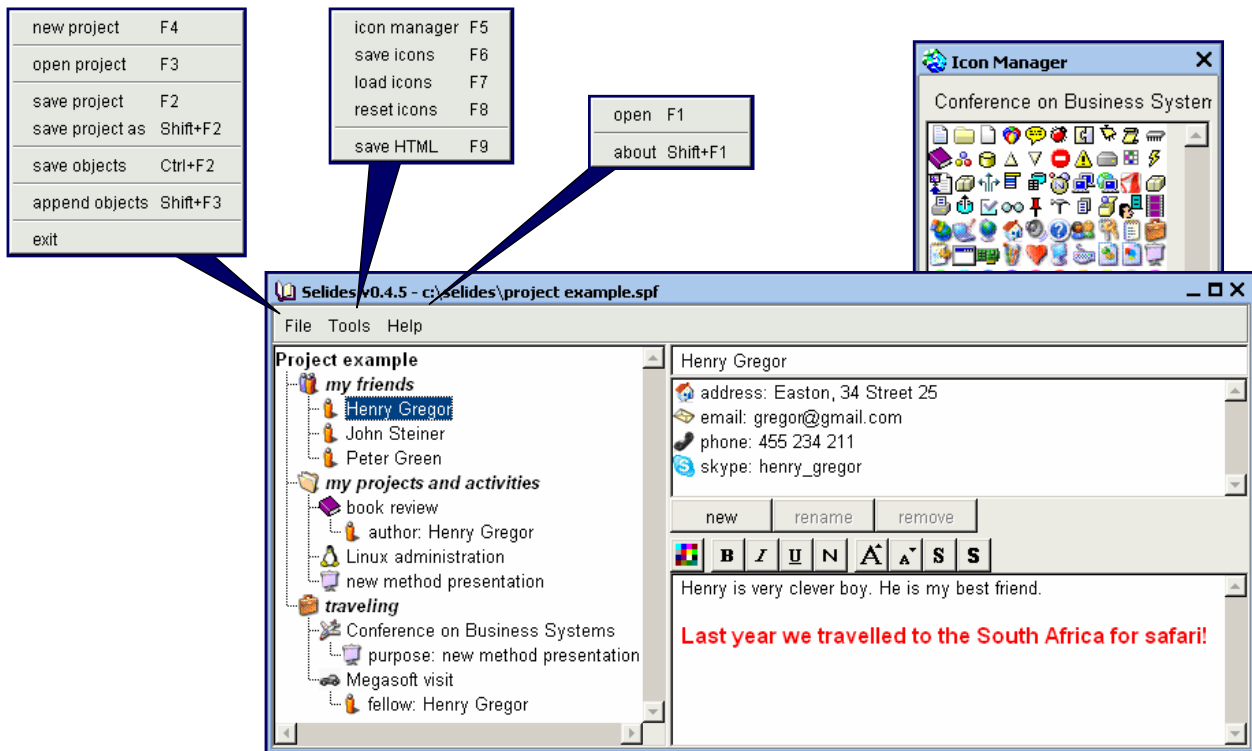 new project F4
open project F3
save project F2
save project as Shift+F2
save objects Ctrl+F2
append objects Shift+F3
exit
icon manager F5
save icons F6
load icons F7
reset icons F8
save HTML F9
open F1
about Shift+F1
Icon Manager
Conference on Business System
Selides v0.4.5 - c:\selides\project example.spf
File Tools Help
Project example
my friends
Henry Gregor
John Steiner
Peter Green
my projects and activities
book review
author: Henry Gregor
Linux administration
new method presentation
traveling
Conference on Business Systems
purpose: new method presentation
Megasoft visit
fellow: Henry Gregor
Henry Gregor
address: Easton, 34 Street 25
email: gregor@gmail.com
phone: 455 234 211
skype: henry_gregor
new rename remove
B I U N A A S S
Henry is very clever boy. He is my best friend.
Last year we travelled to the South Africa for safari!